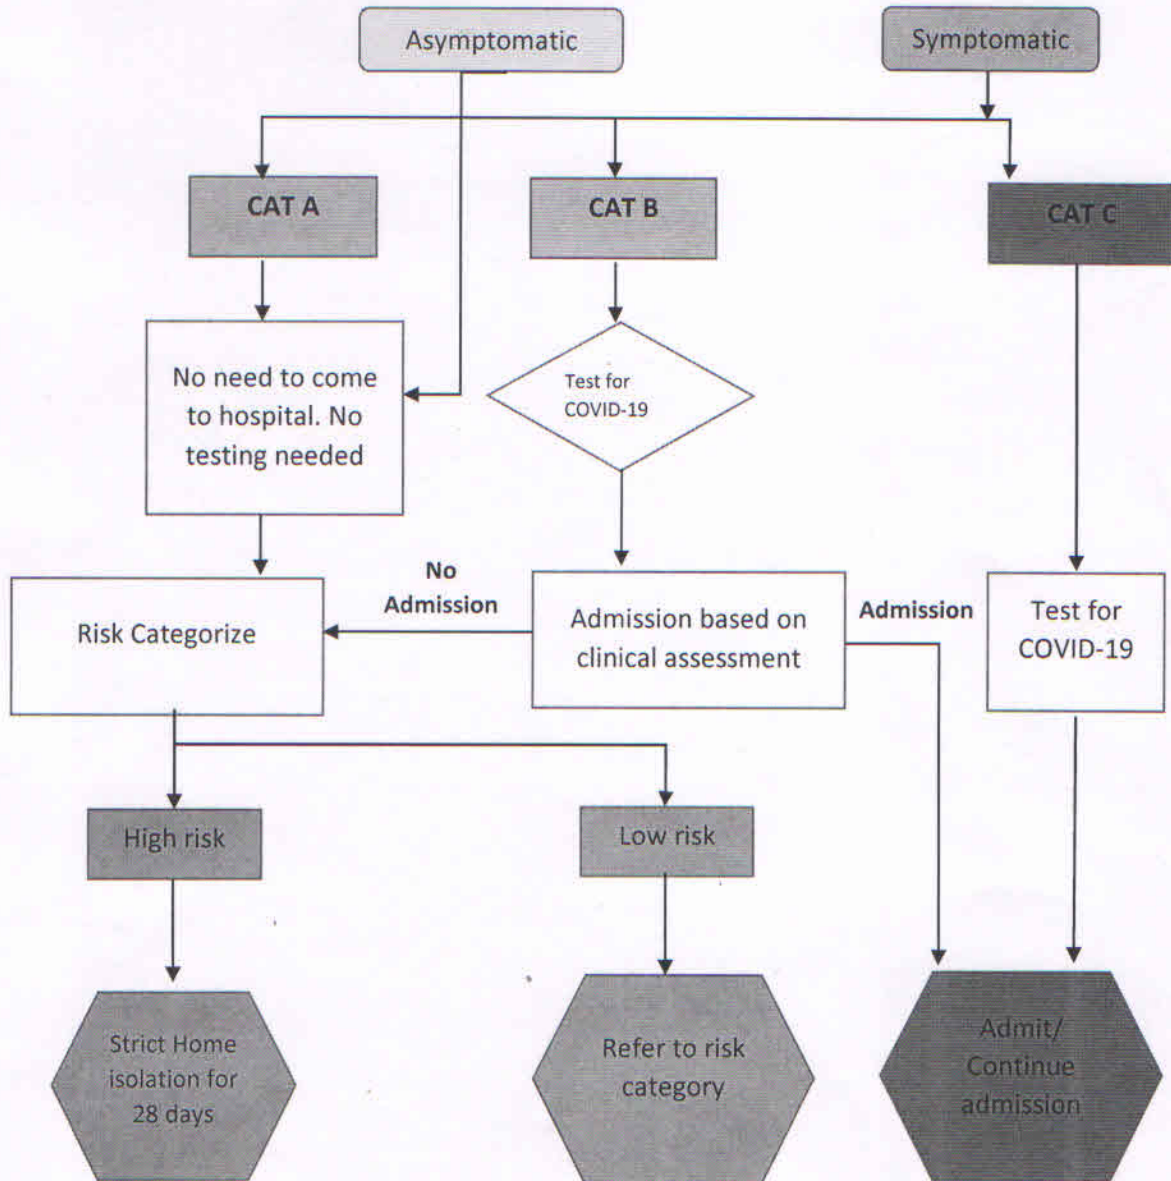 Asymptomatic
Symptomatic
CAT A
CAT B
CAT C
No need to come
to hospital. No
testing needed
Test for
COVID-19
Risk Categorize
No
Admission
Admission based on
clinical assessment
Admission
Test for
COVID-19
High risk
Low risk
Strict Home
isolation for
28 days
Refer to risk
category
Admit/
Continue
admission